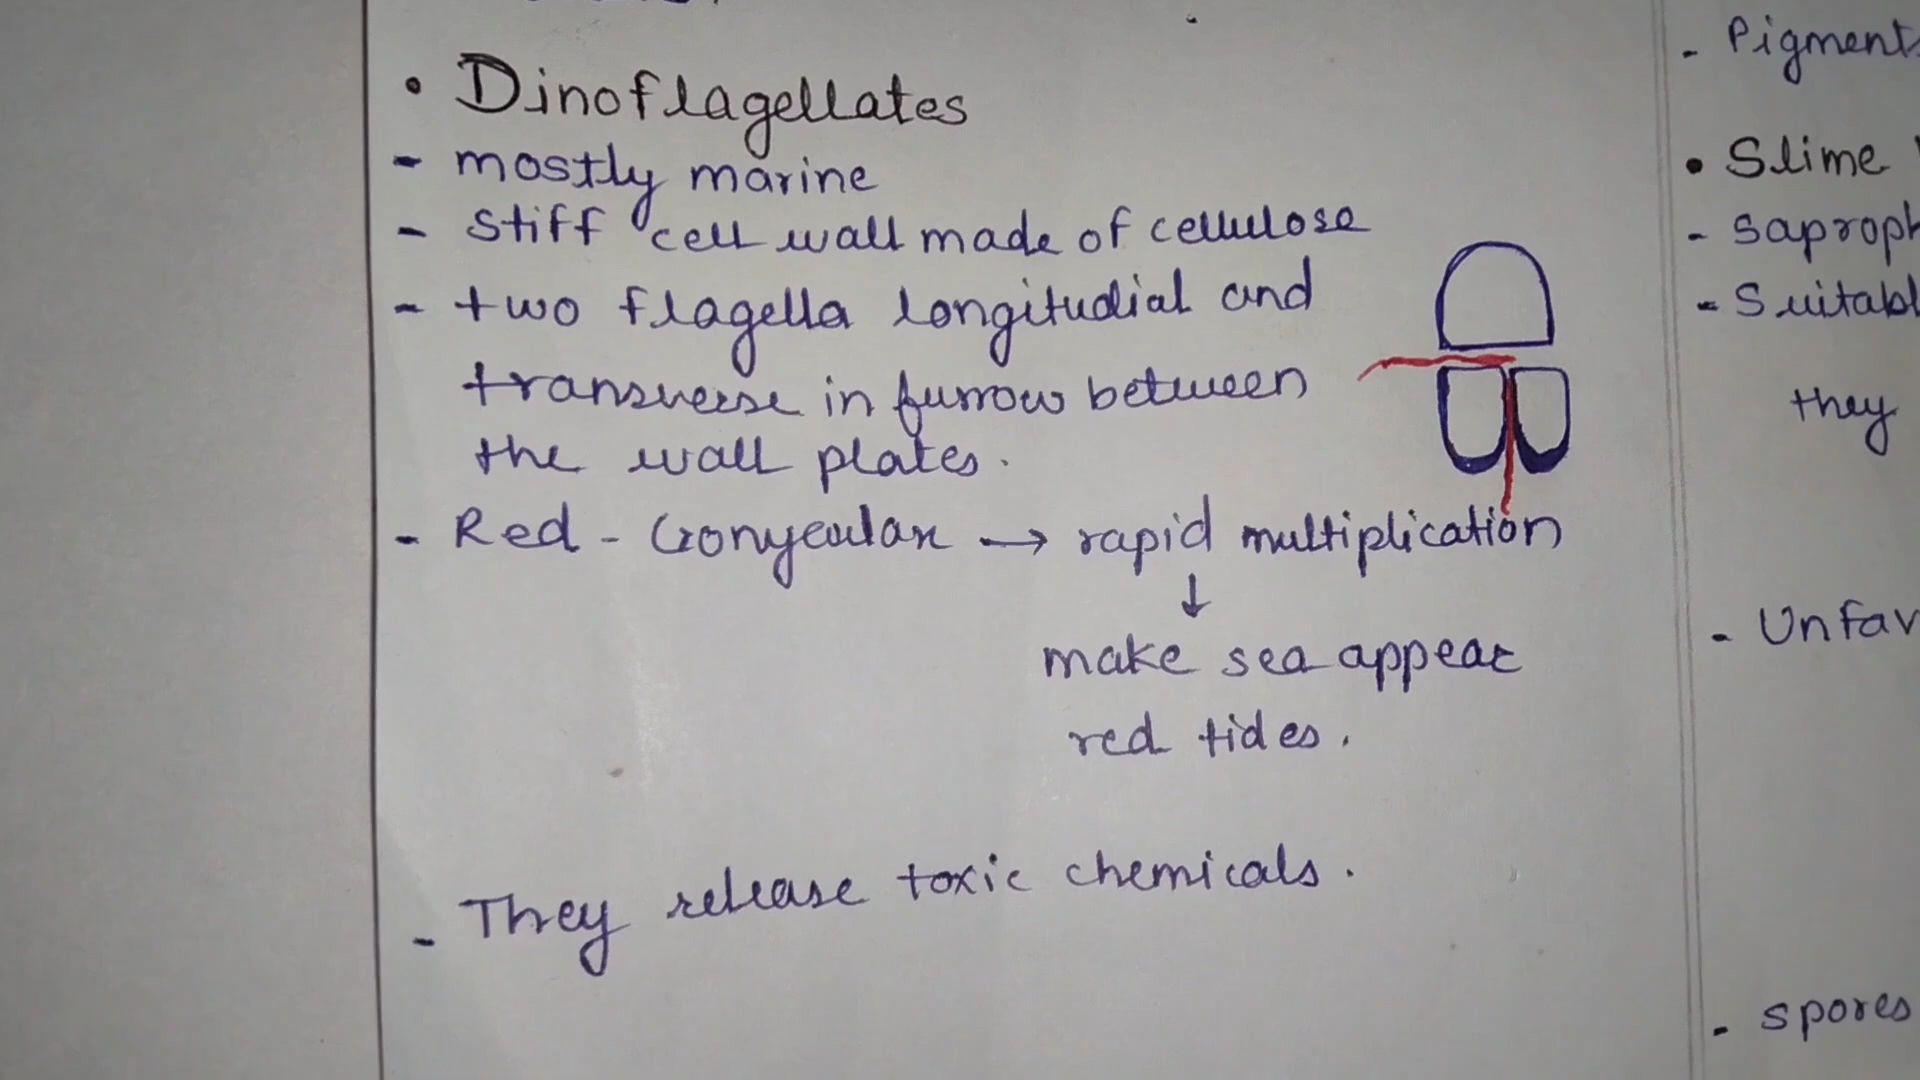 • Dinoflagellates
- mostly marine
- stiff cell wall made of cellulose
- two flagella longitudial and
transverse in furrow between
the wall plates.
- Red - Gonyeulax → rapid multiplication
↓
make sea appear
red tides.
- They release toxic chemicals.
- Pigments
• Slime
- saproph
- Suitabl
they
- Unfav
- spores